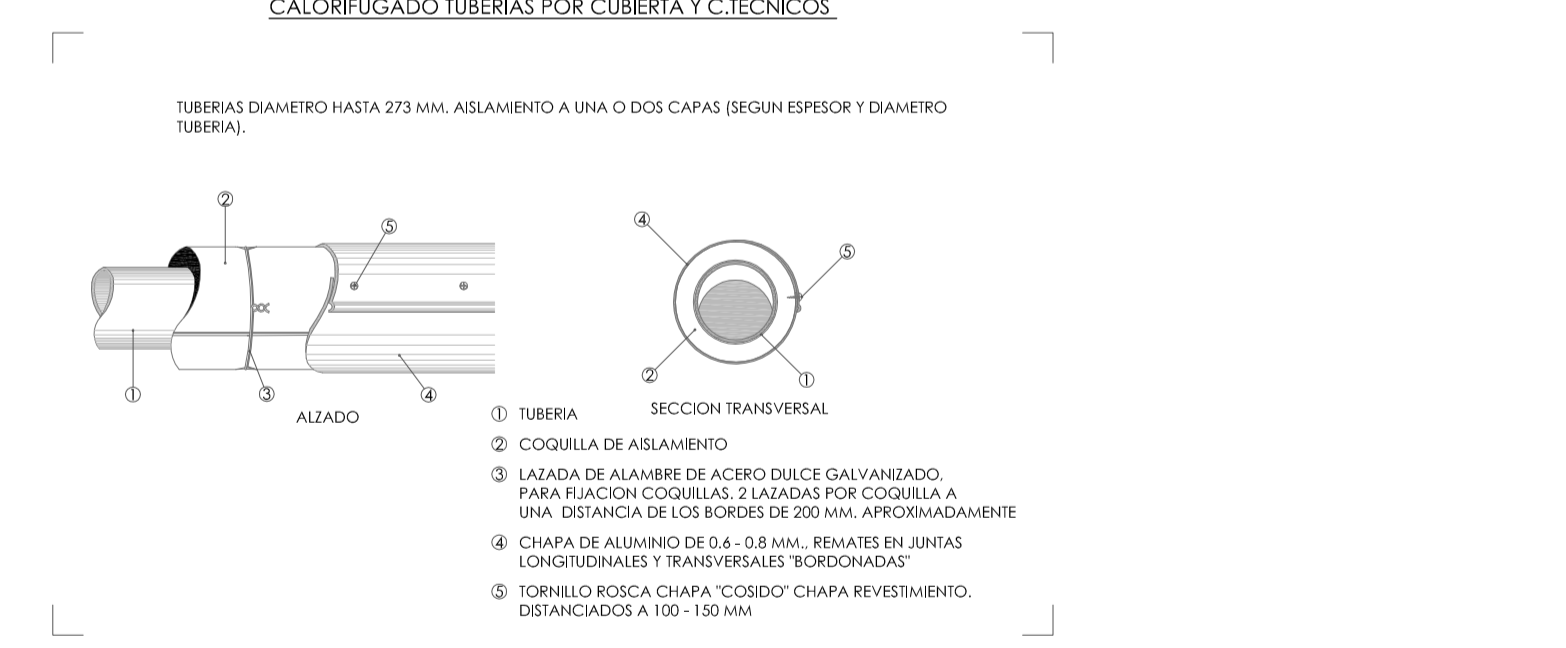 CALORIFUGADO TUBERIAS POR CUBIERTA Y C.TECNICOS
TUBERIAS DIAMETRO HASTA 273 MM. AISLAMIENTO A UNA O DOS CAPAS (SEGUN ESPESOR Y DIAMETRO
TUBERIA).
②
⑤
①
③
④
ALZADO
④
⑤
②
①
SECCION TRANSVERSAL
① TUBERIA
② COQUILLA DE AISLAMIENTO
③ LAZADA DE ALAMBRE DE ACERO DULCE GALVANIZADO,
PARA FIJACION COQUILLAS. 2 LAZADAS POR COQUILLA A
UNA DISTANCIA DE LOS BORDES DE 200 MM. APROXIMADAMENTE
④ CHAPA DE ALUMINIO DE 0.6 - 0.8 MM., REMATES EN JUNTAS
LONGITUDINALES Y TRANSVERSALES "BORDONADAS"
⑤ TORNILLO ROSCA CHAPA "COSIDO" CHAPA REVESTIMIENTO.
DISTANCIADOS A 100 - 150 MM